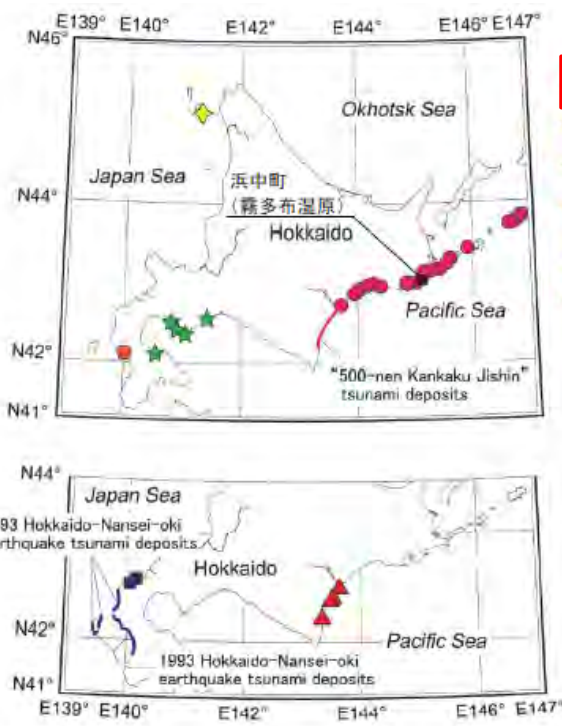 E139° E140° E142° E144° E146° E147°
N46°
Okhotsk Sea
Japan Sea
N44°
浜中町
(霧多布湿原)
Hokkaido
Pacific Sea
N42°
"500-nen Kankaku Jishin"
tsunami deposits
N41°
N44°
Japan Sea
93 Hokkaido-Nansei-oki
rthquake tsunami deposits
Hokkaido
N42°
Pacific Sea
1993 Hokkaido-Nansei-oki
earthquake tsunami deposits
N41°
E139° E140° E142° E144° E146° E147°